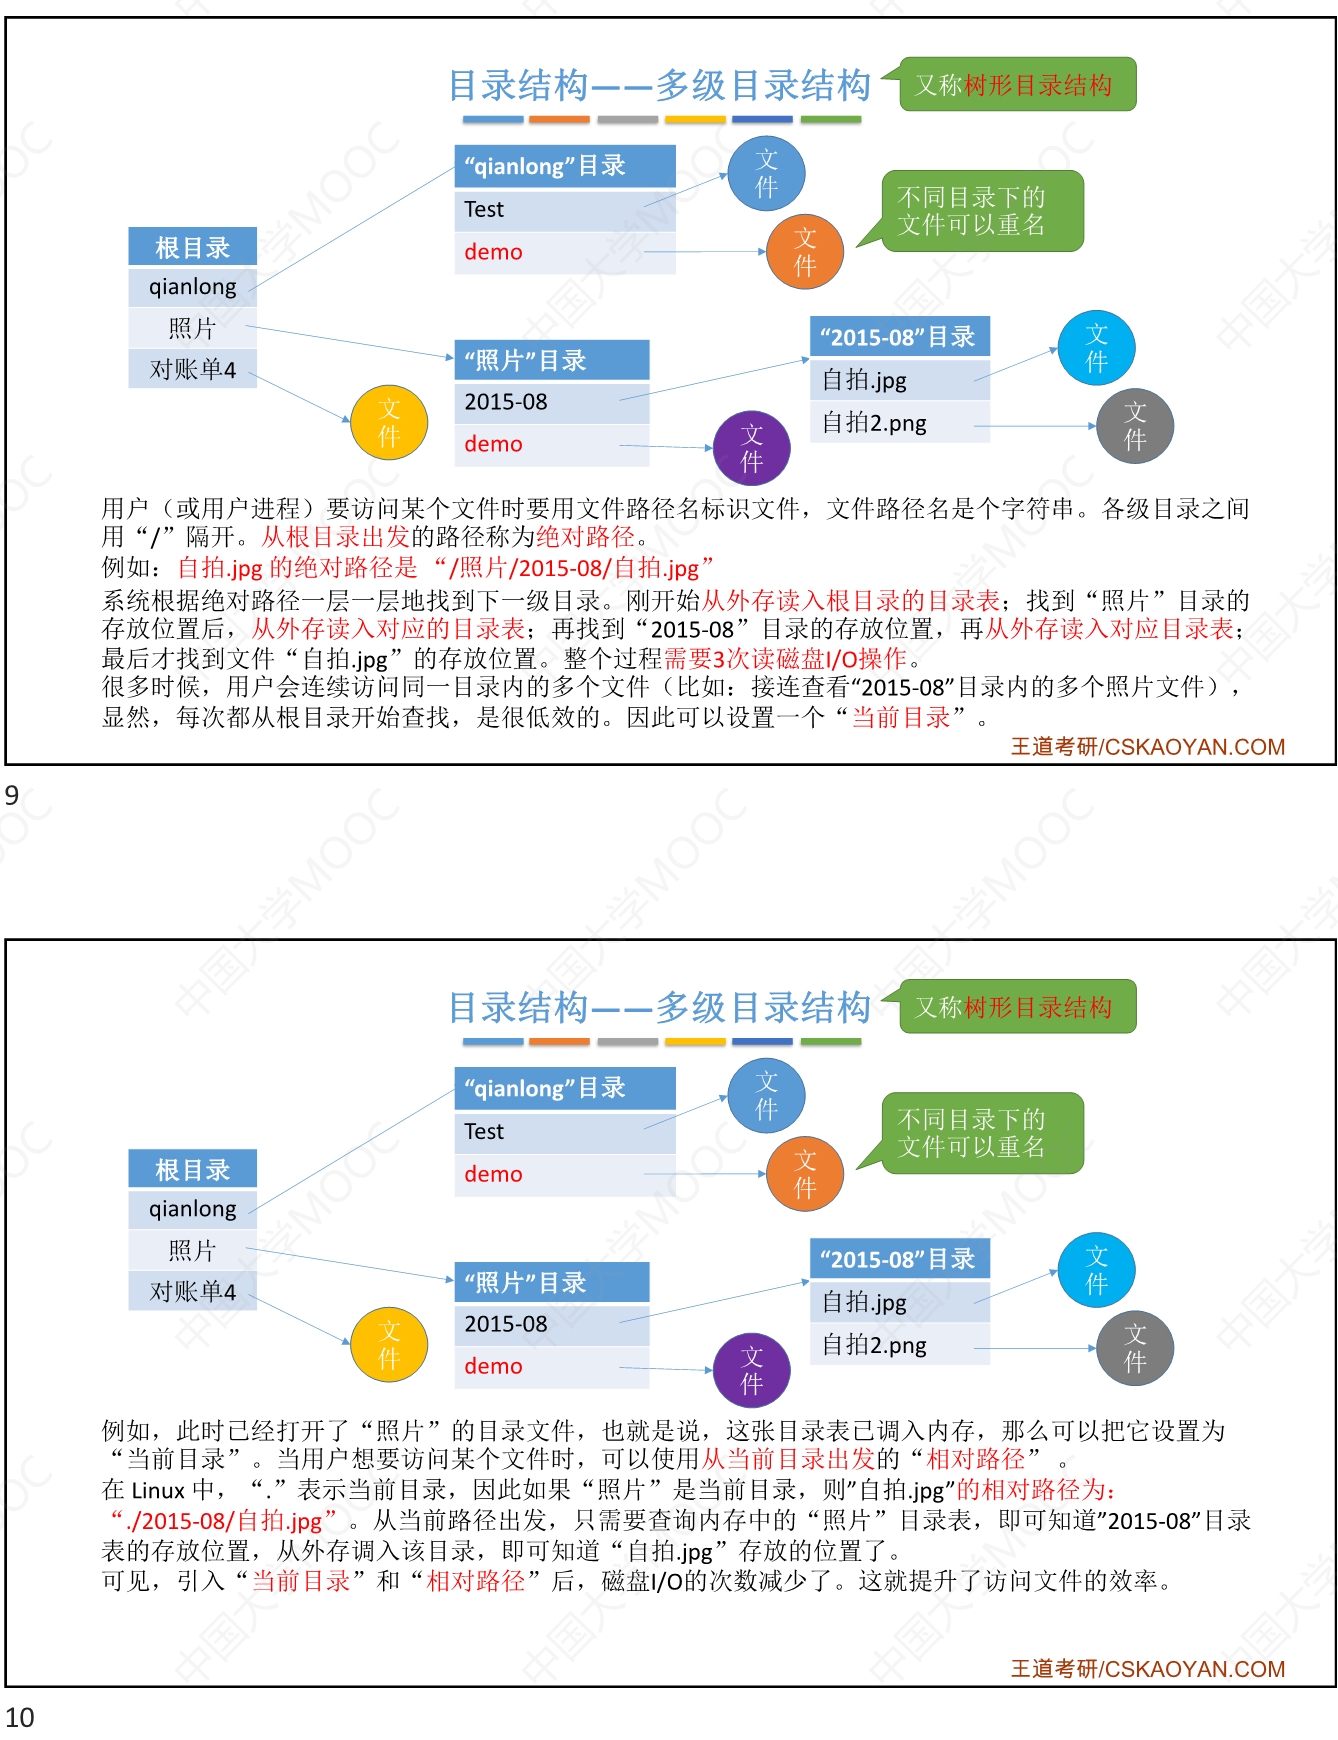 目录结构——多级目录结构
又称树形目录结构
“qianlong”目录
Test
demo
文件
文件
不同目录下的
文件可以重名
根目录
qianlong
照片
对账单4
文件
“照片”目录
2015-08
demo
文件
“2015-08”目录
自拍.jpg
自拍2.png
文件
文件
用户（或用户进程）要访问某个文件时要用文件路径名标识文件，文件路径名是个字符串。各级目录之间
用“/”隔开。从根目录出发的路径称为绝对路径。
例如：自拍.jpg 的绝对路径是 “/照片/2015-08/自拍.jpg”
系统根据绝对路径一层一层地找到下一级目录。刚开始从外存读入根目录的目录表；找到“照片”目录的
存放位置后，从外存读入对应的目录表；再找到“2015-08”目录的存放位置，再从外存读入对应目录表；
最后才找到文件“自拍.jpg”的存放位置。整个过程需要3次读磁盘I/O操作。
很多时候，用户会连续访问同一目录内的多个文件（比如：接连查看“2015-08”目录内的多个照片文件），
显然，每次都从根目录开始查找，是很低效的。因此可以设置一个“当前目录”。
王道考研/CSKAOYAN.COM
9
目录结构——多级目录结构
又称树形目录结构
“qianlong”目录
Test
demo
文件
文件
不同目录下的
文件可以重名
根目录
qianlong
照片
对账单4
文件
“照片”目录
2015-08
demo
文件
“2015-08”目录
自拍.jpg
自拍2.png
文件
文件
例如，此时已经打开了“照片”的目录文件，也就是说，这张目录表已调入内存，那么可以把它设置为
“当前目录”。当用户想要访问某个文件时，可以使用从当前目录出发的“相对路径”。
在 Linux 中，“.”表示当前目录，因此如果“照片”是当前目录，则”自拍.jpg”的相对路径为：
“./2015-08/自拍.jpg”。从当前路径出发，只需要查询内存中的“照片”目录表，即可知道”2015-08”目录
表的存放位置，从外存调入该目录，即可知道“自拍.jpg”存放的位置了。
可见，引入“当前目录”和“相对路径”后，磁盘I/O的次数减少了。这就提升了访问文件的效率。
王道考研/CSKAOYAN.COM
10
中国大学MOOC